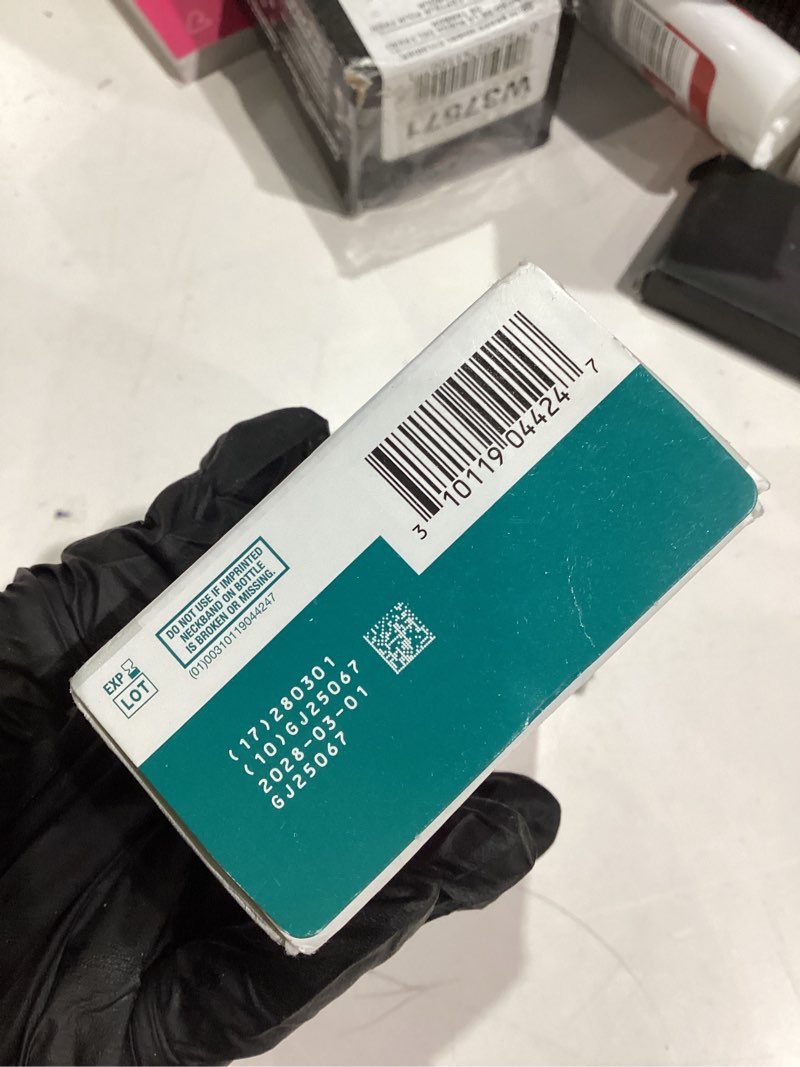 W37571
3 10119 04424 7
DO NOT USE IF IMPRINTED
NECKBAND ON BOTTLE
IS BROKEN OR MISSING.
(01)00310119044247
EXP
LOT
(17)280301
(10)GJ25067
2028-03-01
GJ25067